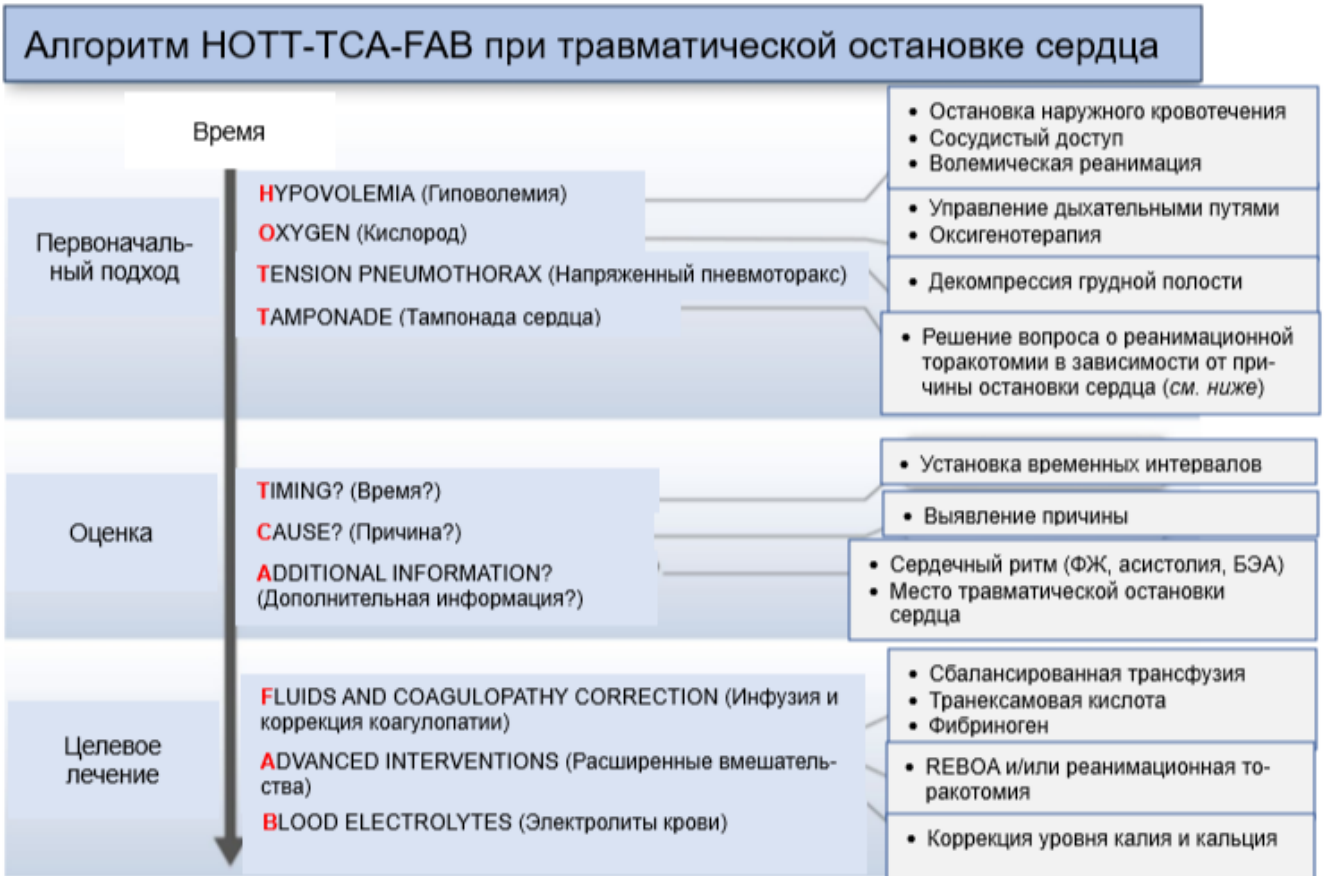 Алгоритм HOTT-TCA-FAB при травматической остановке сердца
Время
Первоначаль-
ный подход
HYPOVOLEMIA (Гиповолемия)
OXYGEN (Кислород)
TENSION PNEUMOTHORAX (Напряженный пневмоторакс)
TAMPONADE (Тампонада сердца)
• Остановка наружного кровотечения
• Сосудистый доступ
• Волемическая реанимация
• Управление дыхательными путями
• Оксигенотерапия
• Декомпрессия грудной полости
• Решение вопроса о реанимационной
торакотомии в зависимости от при-
чины остановки сердца (см. ниже)
Оценка
TIMING? (Время?)
CAUSE? (Причина?)
ADDITIONAL INFORMATION?
(Дополнительная информация?)
• Установка временных интервалов
• Выявление причины
• Сердечный ритм (ФЖ, асистолия, БЭА)
• Место травматической остановки
сердца
Целевое
лечение
FLUIDS AND COAGULOPATHY CORRECTION (Инфузия и
коррекция коагулопатии)
ADVANCED INTERVENTIONS (Расширенные вмешатель-
ства)
BLOOD ELECTROLYTES (Электролиты крови)
• Сбалансированная трансфузия
• Транексамовая кислота
• Фибриноген
• REBOA и/или реанимационная то-
ракотомия
• Коррекция уровня калия и кальция